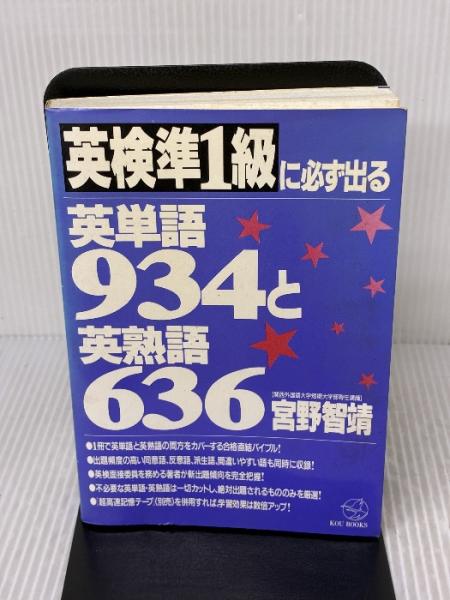 英検準1級に必ず出る
英単語
934と
英熟語
636
[関西外国語大学短期大学部専任講師]
宮野智靖
●1冊で英単語と英熟語の両方をカバーする合格直結バイブル!
●出題頻度の高い同意語、反意語、派生語、間違いやすい語も同時に収録!
●英検面接委員を務める著者が新出題傾向を完全把握!
●不必要な英単語・英熟語は一切カットし、絶対出題されるもののみを厳選!
●「超高速記憶テープ」(別売)を併用すれば、学習効果は数倍アップ!
KOU BOOKS